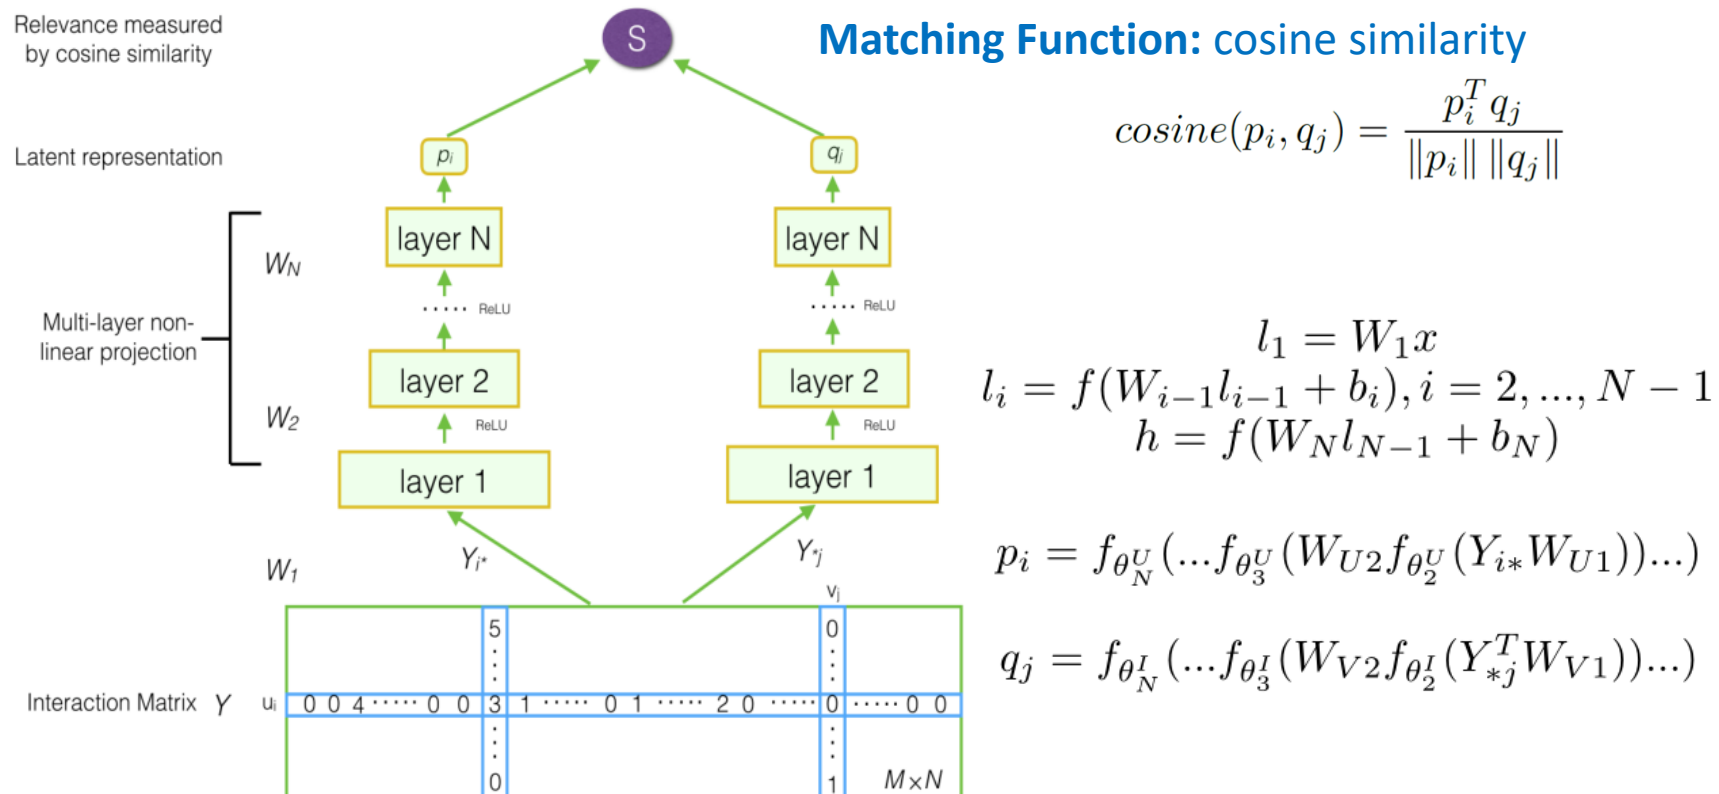 Relevance measured
by cosine similarity
S
Matching Function: cosine similarity
cosine(p_i, q_j) = \frac{p_i^T q_j}{\|p_i\| \|q_j\|}
Latent representation
p_i
q_j
layer N
layer N
W_N
..... ReLU
..... ReLU
Multi-layer non-
linear projection
layer 2
layer 2
W_2
ReLU
ReLU
layer 1
layer 1
l_1 = W_1 x
l_i = f(W_{i-1} l_{i-1} + b_i), i = 2, ..., N - 1
h = f(W_N l_{N-1} + b_N)
Y_{i*}
Y_{*j}
W_1
p_i = f_{θ_N^U}(...f_{θ_3^U}(W_{U2} f_{θ_2^U}(Y_{i*} W_{U1}))...)
q_j = f_{θ_N^I}(...f_{θ_3^I}(W_{V2} f_{θ_2^I}(Y_{*j}^T W_{V1}))...)
v_j
5
0
Interaction Matrix Y
u_i
0 0 4 ..... 0 0 3 1 ..... 0 1 ..... 2 0 ..... 0 ..... 0 0
0
1
M×N